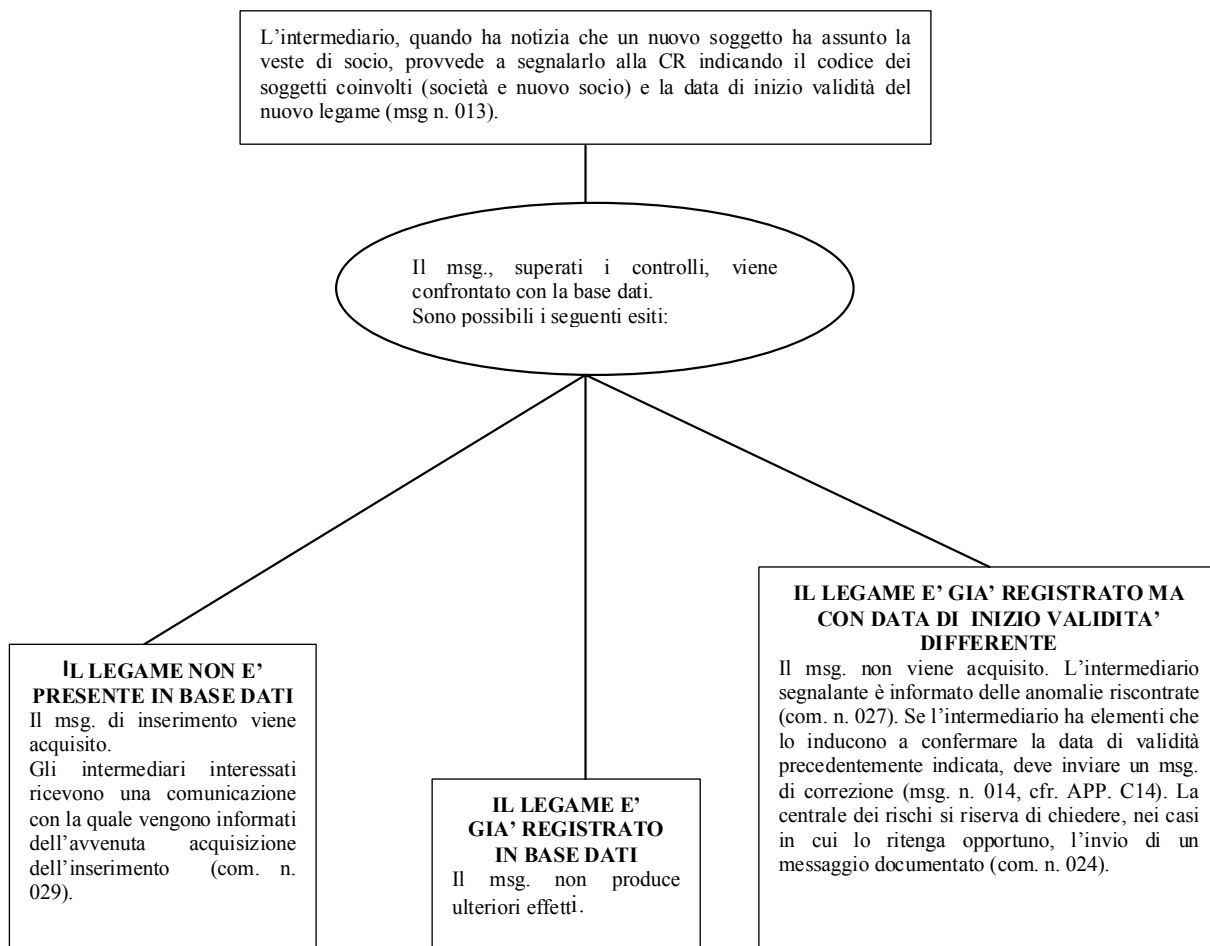 L’intermediario, quando ha notizia che un nuovo soggetto ha assunto la
veste di socio, provvede a segnalarlo alla CR indicando il codice dei
soggetti coinvolti (società e nuovo socio) e la data di inizio validità del
nuovo legame (msg n. 013).
Il msg., superati i controlli, viene
confrontato con la base dati.
Sono possibili i seguenti esiti:
IL LEGAME NON E’
PRESENTE IN BASE DATI
Il msg. di inserimento viene
acquisito.
Gli intermediari interessati
ricevono una comunicazione
con la quale vengono informati
dell’avvenuta acquisizione
dell’inserimento (com. n.
029).
IL LEGAME E’
GIA’ REGISTRATO
IN BASE DATI
Il msg. non produce
ulteriori effetti.
IL LEGAME E’ GIA’ REGISTRATO MA
CON DATA DI INIZIO VALIDITA’
DIFFERENTE
Il msg. non viene acquisito. L’intermediario
segnalante è informato delle anomalie riscontrate
(com. n. 027). Se l’intermediario ha elementi che
lo inducono a confermare la data di validità
precedentemente indicata, deve inviare un msg.
di correzione (msg. n. 014, cfr. APP. C14). La
centrale dei rischi si riserva di chiedere, nei casi
in cui lo ritenga opportuno, l’invio di un
messaggio documentato (com. n. 024).